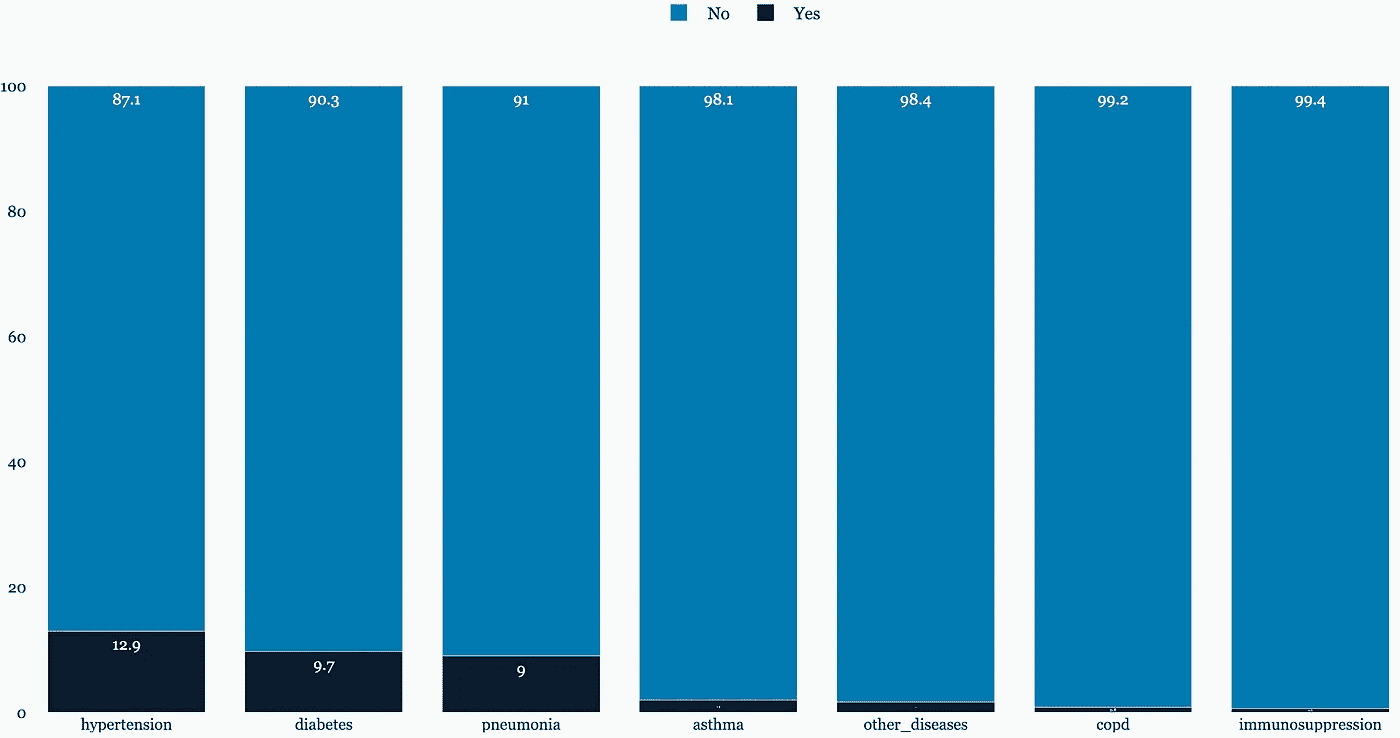 No Yes
100 87.1 90.3 91 98.1 98.4 99.2 99.4
80
60
40
20
12.9 9.7 9
0
hypertension diabetes pneumonia asthma other_diseases copd immunosuppression